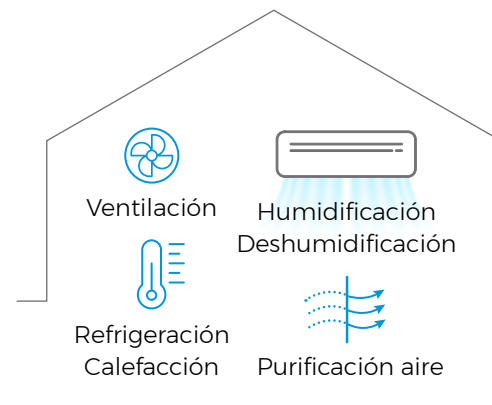 Ventilación
Humidificación
Deshumidificación
Refrigeración
Calefacción
Purificación aire